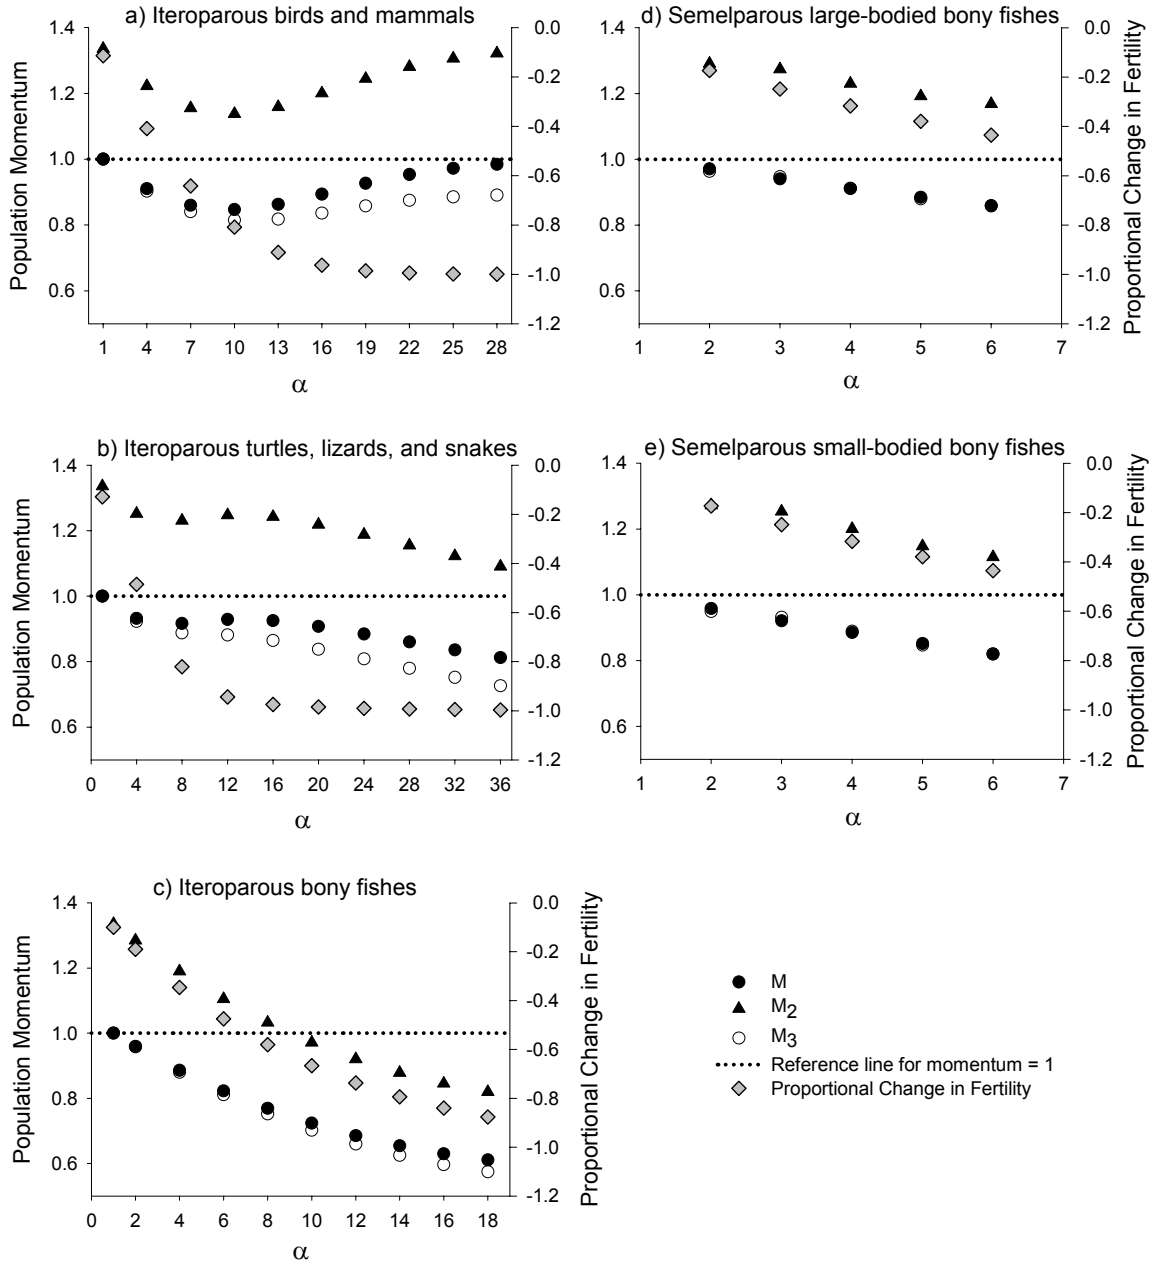 a) Iteroparous birds and mammals
1.4
1.2
1.0
0.8
0.6
Population Momentum
0.0
-0.2
-0.4
-0.6
-0.8
-1.0
-1.2
1 4 7 10 13 16 19 22 25 28
α
d) Semelparous large-bodied bony fishes
1.4
1.2
1.0
0.8
0.6
0.0
-0.2
-0.4
-0.6
-0.8
-1.0
-1.2
Proportional Change in Fertility
1 2 3 4 5 6 7
α
b) Iteroparous turtles, lizards, and snakes
1.4
1.2
1.0
0.8
0.6
Population Momentum
0.0
-0.2
-0.4
-0.6
-0.8
-1.0
-1.2
0 4 8 12 16 20 24 28 32 36
α
e) Semelparous small-bodied bony fishes
1.4
1.2
1.0
0.8
0.6
0.0
-0.2
-0.4
-0.6
-0.8
-1.0
-1.2
Proportional Change in Fertility
1 2 3 4 5 6 7
α
c) Iteroparous bony fishes
1.4
1.2
1.0
0.8
0.6
Population Momentum
0.0
-0.2
-0.4
-0.6
-0.8
-1.0
-1.2
Proportional Change in Fertility
0 2 4 6 8 10 12 14 16 18
α
M
M2
M3
Reference line for momentum = 1
Proportional Change in Fertility